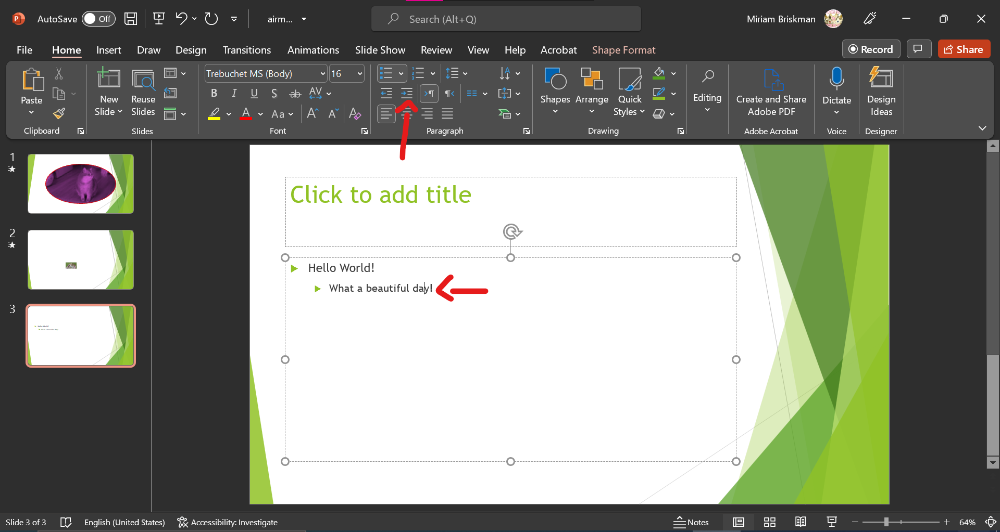 AutoSave Off airm... Search (Alt+Q) Miriam Briskman
File Home Insert Draw Design Transitions Animations Slide Show Review View Help Acrobat Shape Format Record Share
Trebuchet MS (Body) 16
Paste
New Slide
Reuse Slides
B I U S ab AV
A Aa A A A
Shapes Arrange Quick Styles
Editing
Create and Share Adobe PDF
Dictate
Design Ideas
Clipboard Slides Font Paragraph Drawing Adobe Acrobat Voice Designer
1
2
3
Click to add title
Hello World!
What a beautiful day!
Slide 3 of 3 English (United States) Accessibility: Investigate Notes 64%